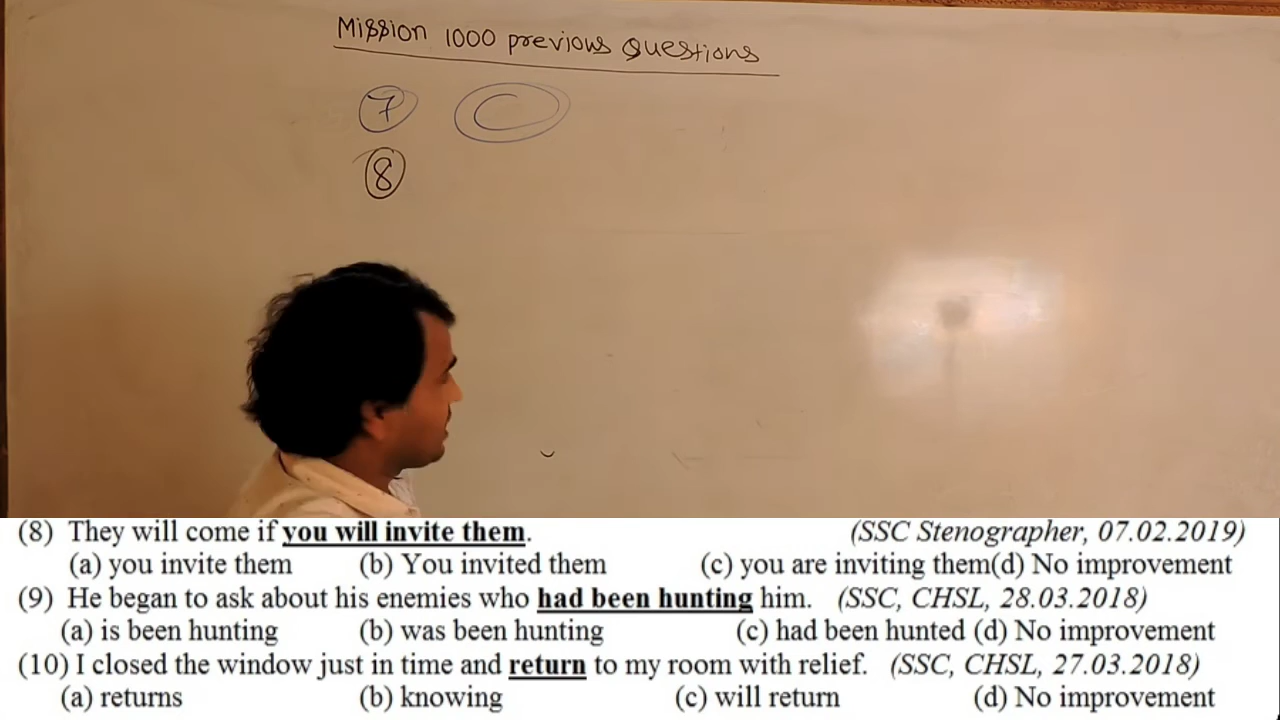 Mission 1000 previous Questions
7 C
8
(8) They will come if you will invite them. (SSC Stenographer, 07.02.2019)
(a) you invite them (b) You invited them (c) you are inviting them(d) No improvement
(9) He began to ask about his enemies who had been hunting him. (SSC, CHSL, 28.03.2018)
(a) is been hunting (b) was been hunting (c) had been hunted (d) No improvement
(10) I closed the window just in time and return to my room with relief. (SSC, CHSL, 27.03.2018)
(a) returns (b) knowing (c) will return (d) No improvement